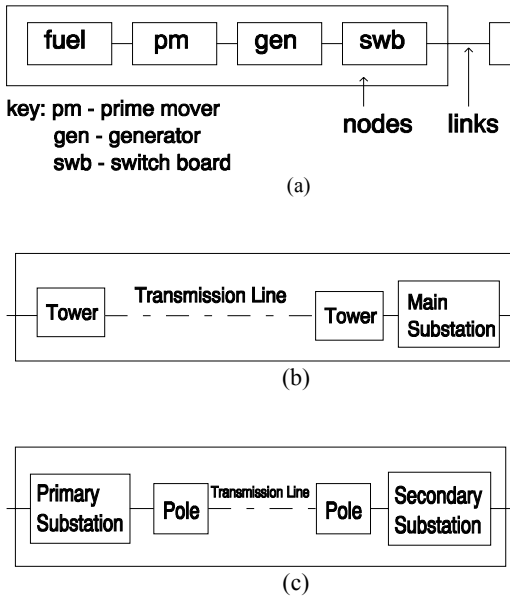 fuel pm gen swb
key: pm - prime mover
gen - generator
swb - switch board
nodes links
(a)
Transmission Line
Tower Tower Main
Substation
(b)
Primary
Substation Pole Transmission Line Pole Secondary
Substation
(c)